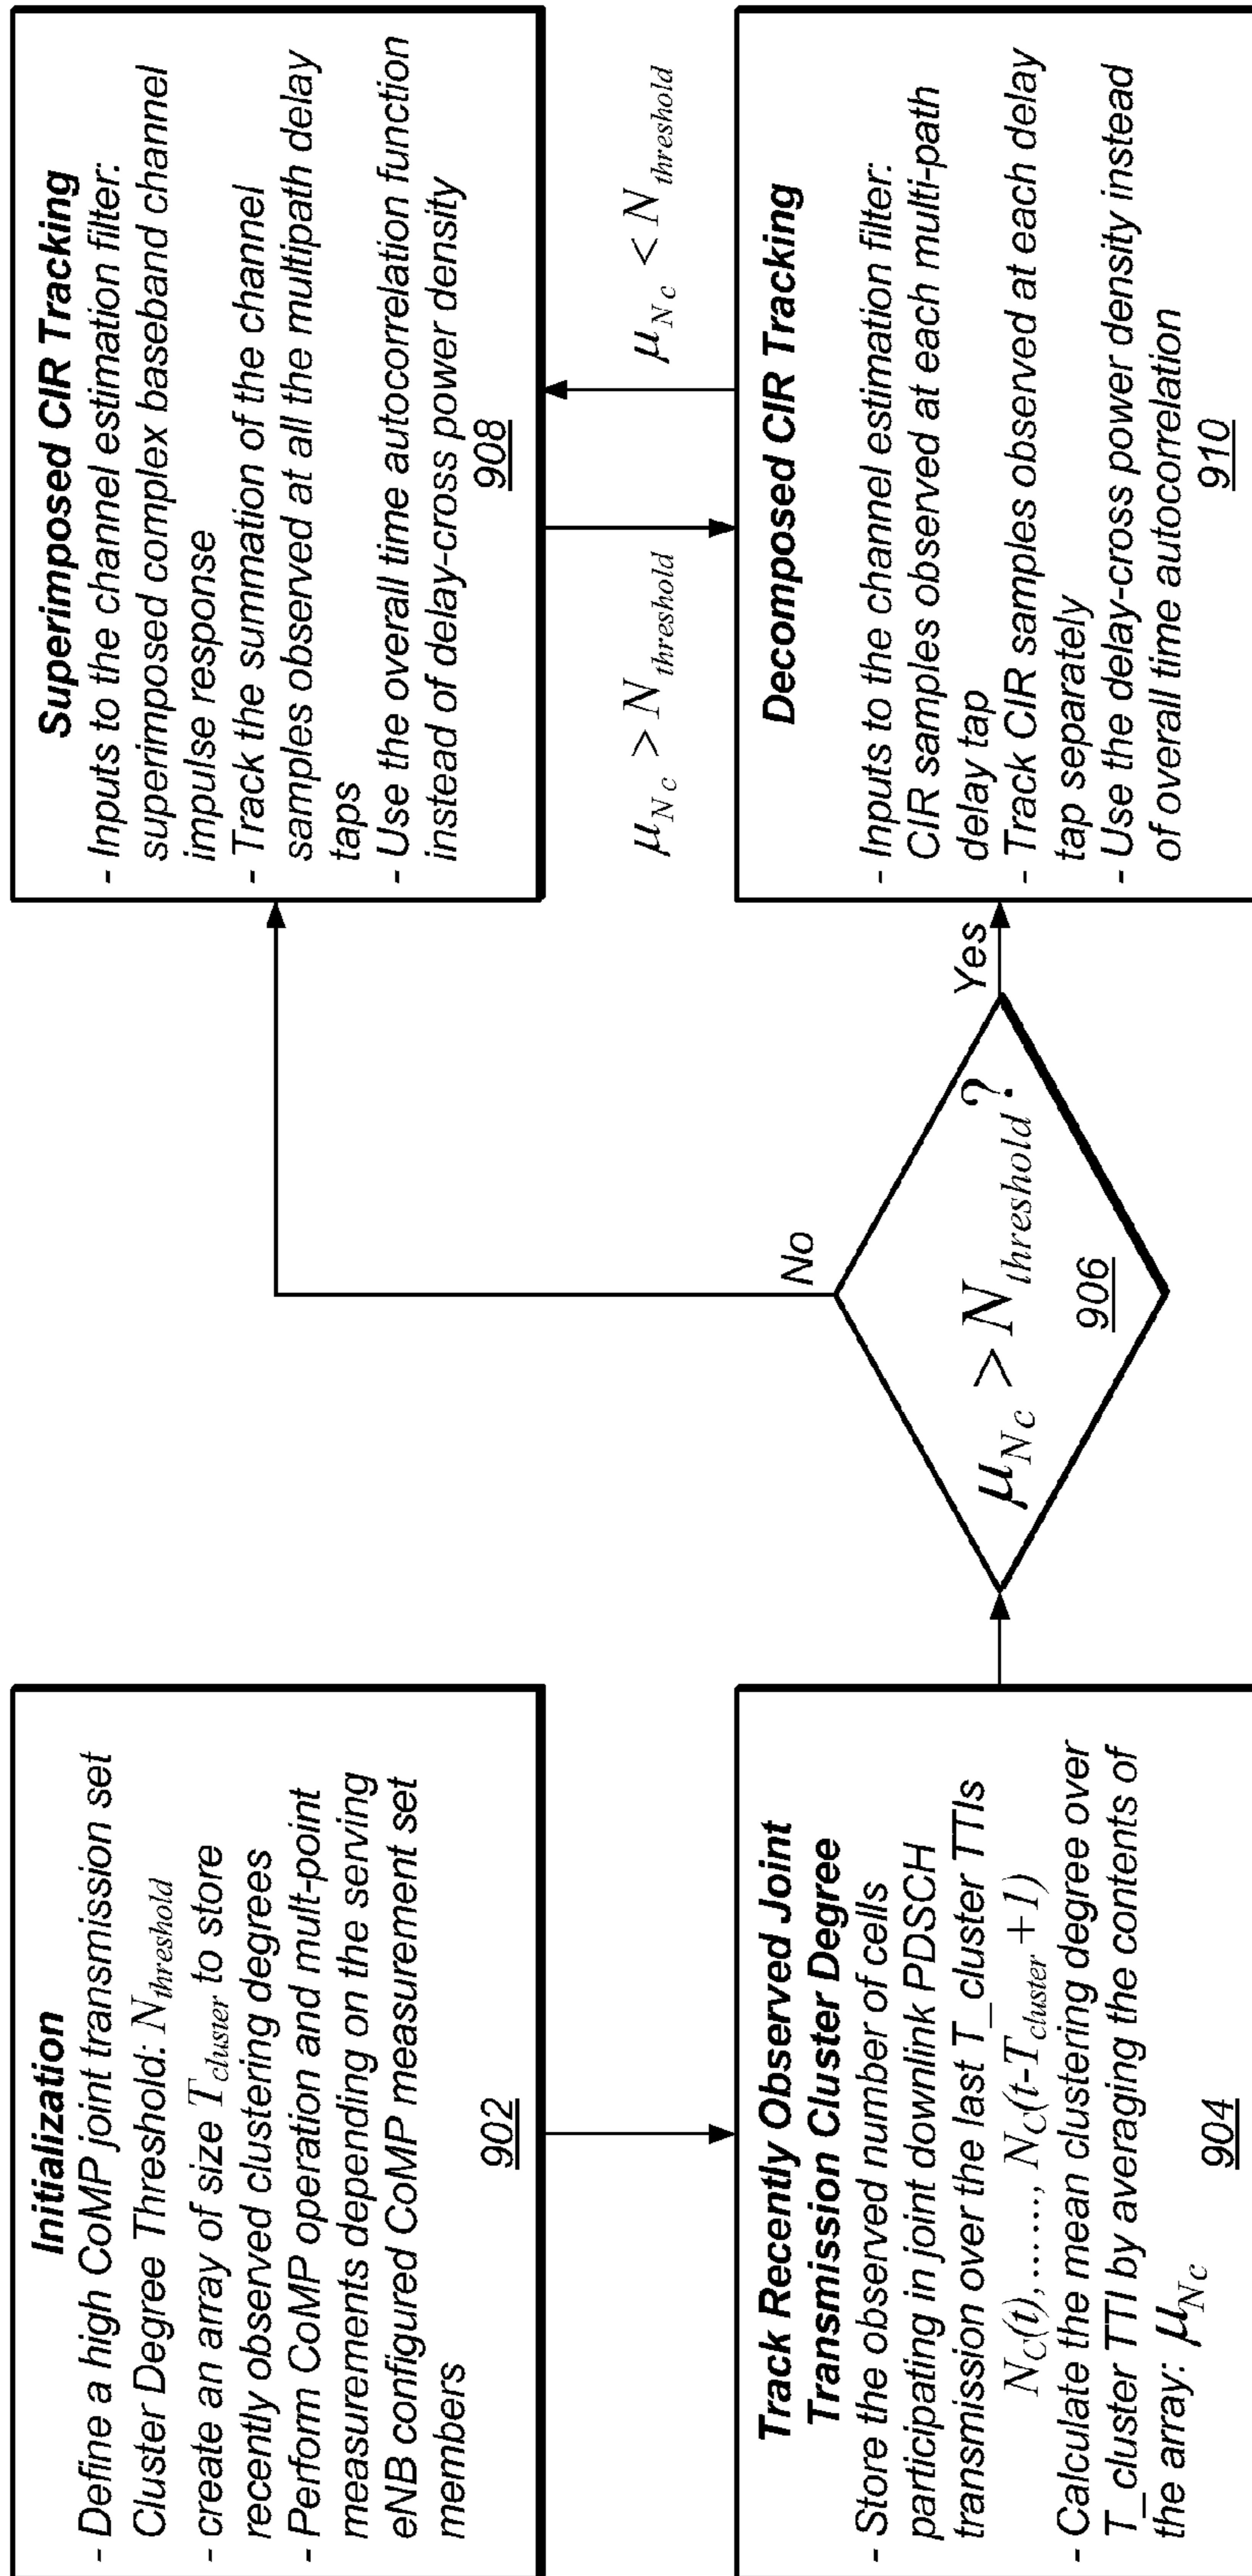 Initialization
- Define a high CoMP joint transmission set
Cluster Degree Threshold: N_threshold
- create an array of size T_cluster to store
recently observed clustering degrees
- Perform CoMP operation and mult-point
measurements depending on the serving
eNB configured CoMP measurement set
members
902
Track Recently Observed Joint
Transmission Cluster Degree
- Store the observed number of cells
participating in joint downlink PDSCH
transmission over the last T_cluster TTIs
N_C(t),......, N_C(t-T_cluster+1)
- Calculate the mean clustering degree over
T_cluster TTI by averaging the contents of
the array: μ_Nc
904
μ_Nc > N_threshold?
906
No
Yes
Superimposed CIR Tracking
- Inputs to the channel estimation filter:
superimposed complex baseband channel
impulse response
- Track the summation of the channel
samples observed at all the multipath delay
taps
- Use the overall time autocorrelation function
instead of delay-cross power density
908
μ_Nc > N_threshold
μ_Nc < N_threshold
Decomposed CIR Tracking
- Inputs to the channel estimation filter:
CIR samples observed at each multi-path
delay tap
- Track CIR samples observed at each delay
tap separately
- Use the delay-cross power density instead
of overall time autocorrelation
910